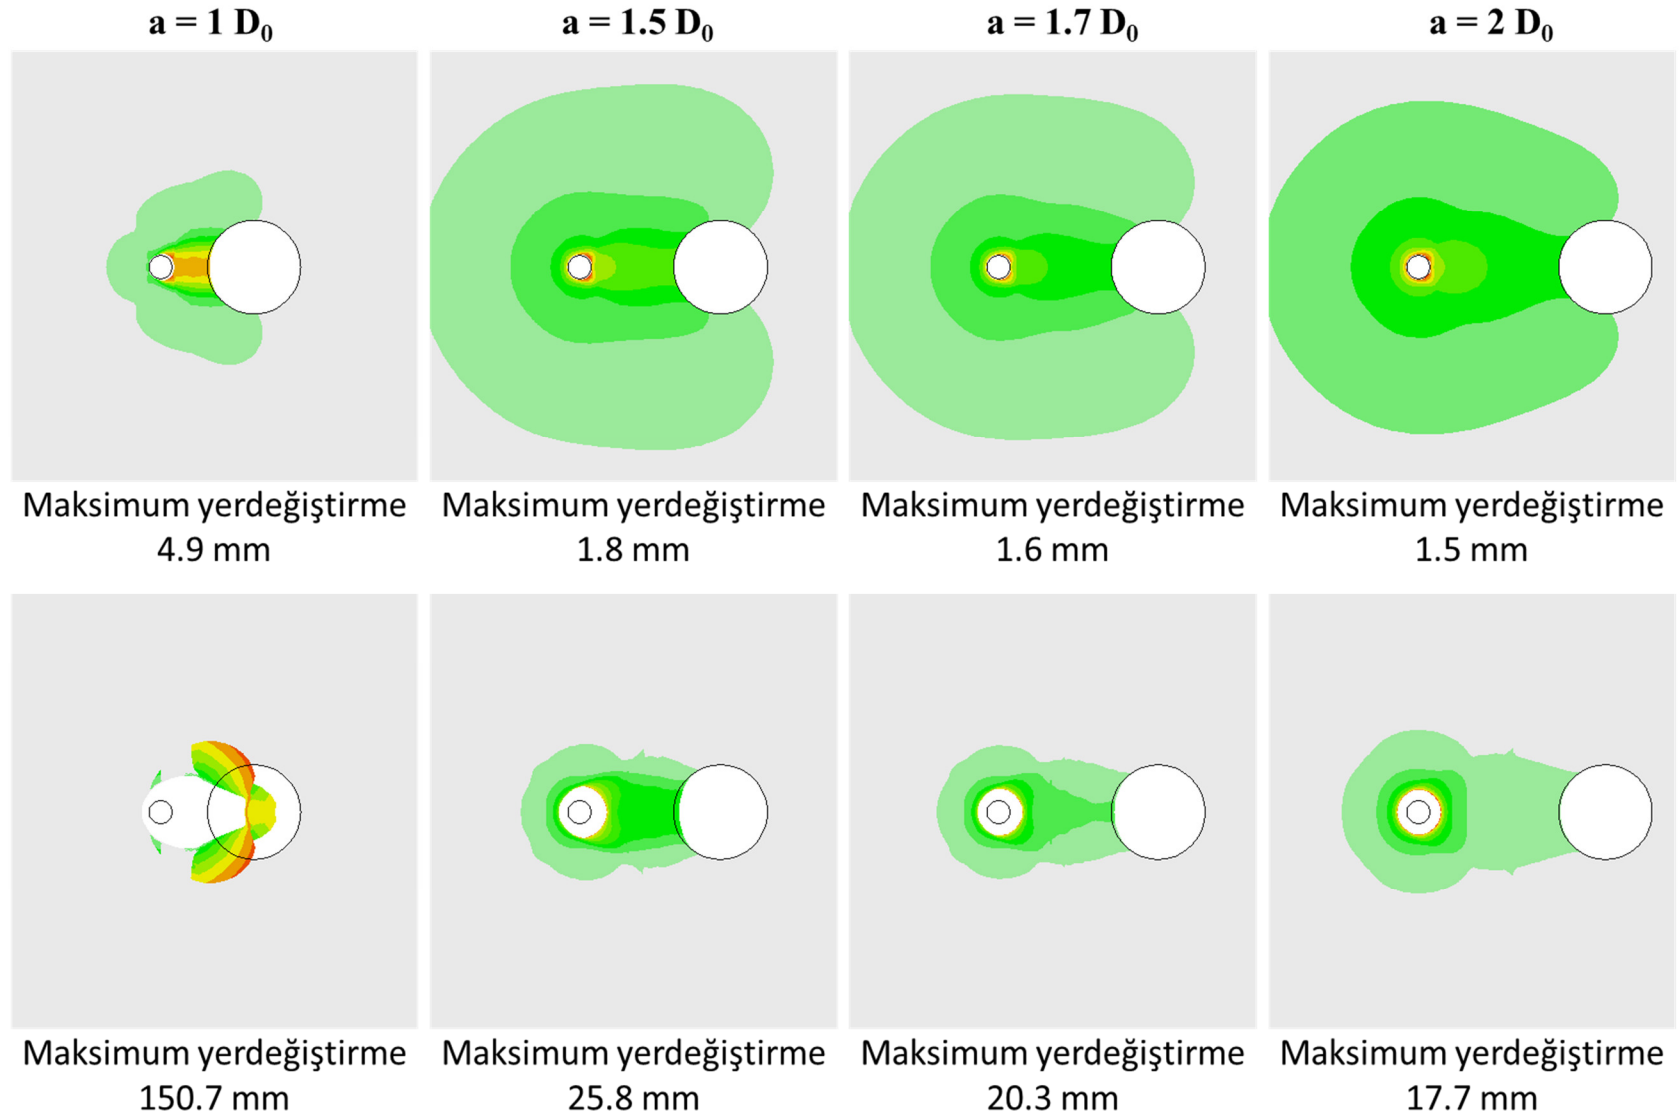 a = 1 D₀
a = 1.5 D₀
a = 1.7 D₀
a = 2 D₀
Maksimum yerdeğiştirme
4.9 mm
Maksimum yerdeğiştirme
1.8 mm
Maksimum yerdeğiştirme
1.6 mm
Maksimum yerdeğiştirme
1.5 mm
Maksimum yerdeğiştirme
150.7 mm
Maksimum yerdeğiştirme
25.8 mm
Maksimum yerdeğiştirme
20.3 mm
Maksimum yerdeğiştirme
17.7 mm